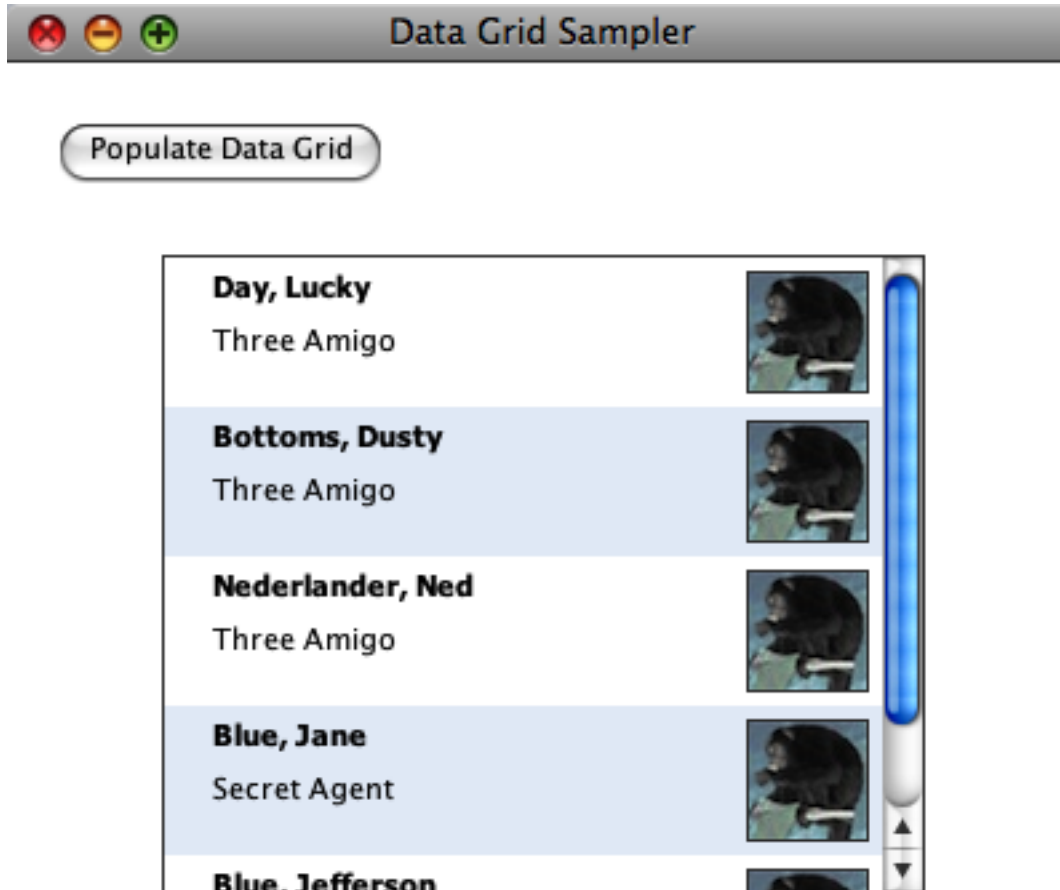 Data Grid Sampler
Populate Data Grid
Day, Lucky
Three Amigo
Bottoms, Dusty
Three Amigo
Nederlander, Ned
Three Amigo
Blue, Jane
Secret Agent
Blue, Jefferson